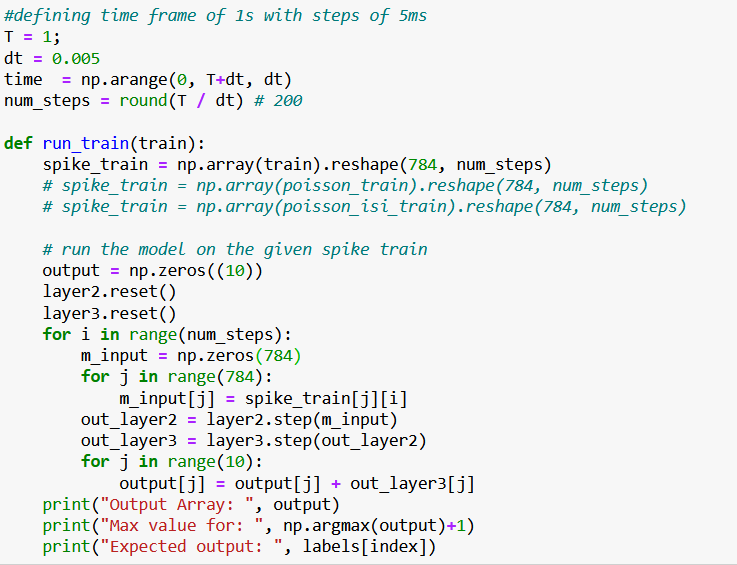 #defining time frame of 1s with steps of 5ms
T = 1;
dt = 0.005
time  = np.arange(0, T+dt, dt)
num_steps = round(T / dt) # 200

def run_train(train):
    spike_train = np.array(train).reshape(784, num_steps)
    # spike_train = np.array(poisson_train).reshape(784, num_steps)
    # spike_train = np.array(poisson_isi_train).reshape(784, num_steps)

    # run the model on the given spike train
    output = np.zeros((10))
    layer2.reset()
    layer3.reset()
    for i in range(num_steps):
        m_input = np.zeros(784)
        for j in range(784):
            m_input[j] = spike_train[j][i]
        out_layer2 = layer2.step(m_input)
        out_layer3 = layer3.step(out_layer2)
        for j in range(10):
            output[j] = output[j] + out_layer3[j]
    print("Output Array: ", output)
    print("Max value for: ", np.argmax(output)+1)
    print("Expected output: ", labels[index])